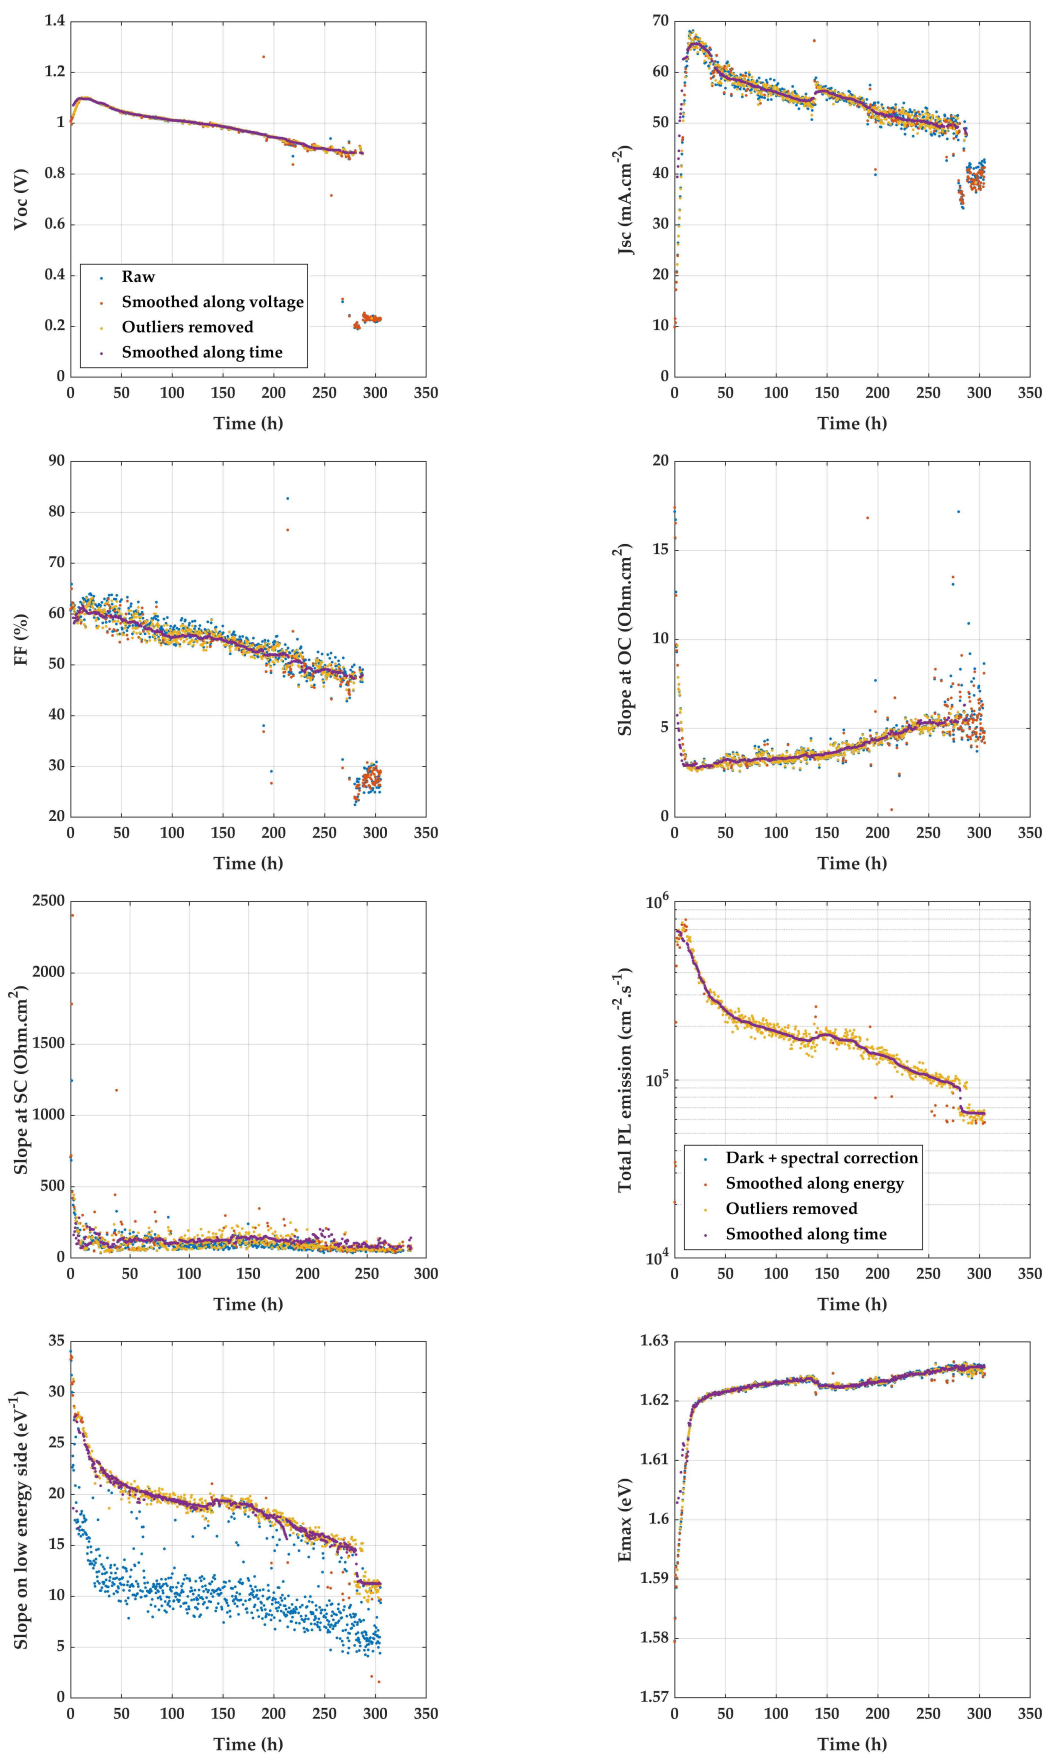 1.4
1.2
1
0.8
0.6
0.4
0.2
0
Voc (V)
Raw
Smoothed along voltage
Outliers removed
Smoothed along time
0 50 100 150 200 250 300 350
Time (h)
70
60
50
40
30
20
10
0
Jsc (mA.cm-2)
0 50 100 150 200 250 300 350
Time (h)
90
80
70
60
50
40
30
20
FF (%)
0 50 100 150 200 250 300 350
Time (h)
20
15
10
5
0
Slope at OC (Ohm.cm2)
0 50 100 150 200 250 300 350
Time (h)
2500
2000
1500
1000
500
0
Slope at SC (Ohm.cm2)
0 50 100 150 200 250 300
Time (h)
10^6
10^5
10^4
Total PL emission (cm-2.s-1)
Dark + spectral correction
Smoothed along energy
Outliers removed
Smoothed along time
0 50 100 150 200 250 300 350
Time (h)
35
30
25
20
15
10
5
0
Slope on low energy side (eV-1)
0 50 100 150 200 250 300 350
Time (h)
1.63
1.62
1.61
1.6
1.59
1.58
1.57
Emax (eV)
0 50 100 150 200 250 300 350
Time (h)